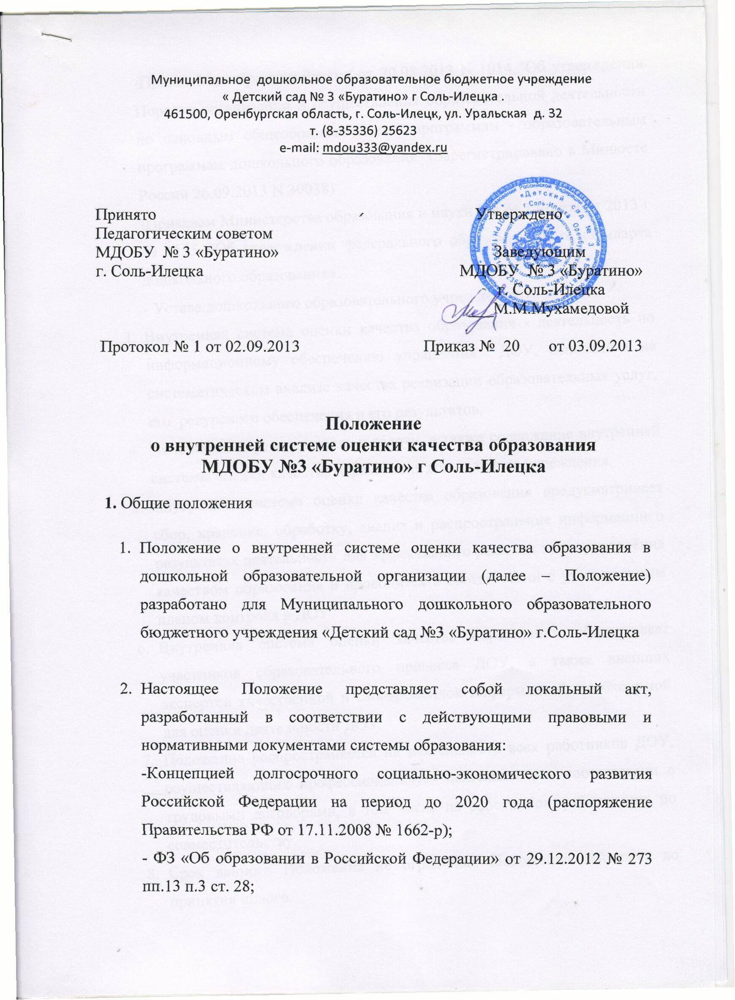 Муниципальное дошкольное образовательное бюджетное учреждение
« Детский сад № 3 «Буратино» г Соль-Илецка .
461500, Оренбургская область, г. Соль-Илецк, ул. Уральская д. 32
т. (8-35336) 25623
e-mail: mdou333@yandex.ru
Принято
Педагогическим советом
МДОБУ № 3 «Буратино»
г. Соль-Илецка
Утверждено
Заведующим
МДОБУ № 3 «Буратино»
г. Соль-Илецка
___М.М.Мухамедовой
Протокол № 1 от 02.09.2013
Приказ № 20 от 03.09.2013
Положение
о внутренней системе оценки качества образования
МДОБУ №3 «Буратино» г Соль-Илецка
1. Общие положения
1. Положение о внутренней системе оценки качества образования в
дошкольной образовательной организации (далее – Положение)
разработано для Муниципального дошкольного образовательного
бюджетного учреждения «Детский сад №3 «Буратино» г.Соль-Илецка
2. Настоящее Положение представляет собой локальный акт,
разработанный в соответствии с действующими правовыми и
нормативными документами системы образования:
-Концепцией долгосрочного социально-экономического развития
Российской Федерации на период до 2020 года (распоряжение
Правительства РФ от 17.11.2008 № 1662-р);
- ФЗ «Об образовании в Российской Федерации» от 29.12.2012 № 273
пп.13 п.3 ст. 28;